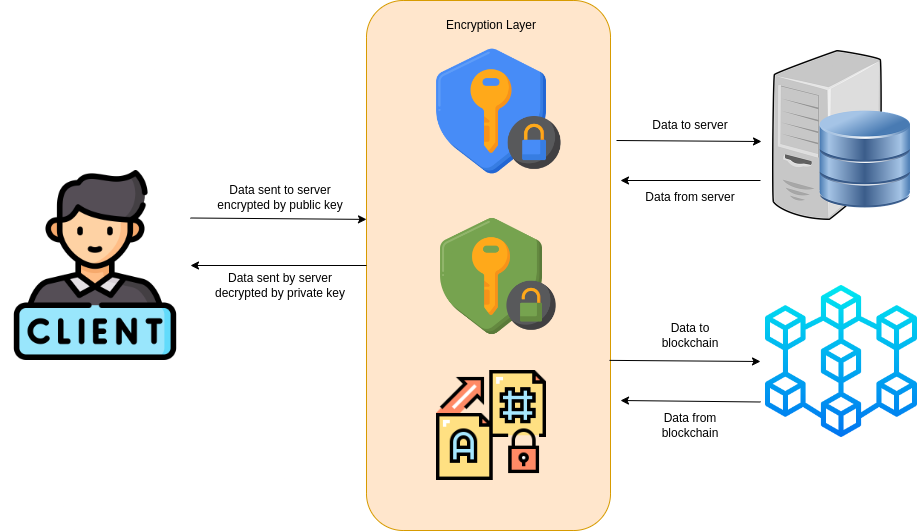 Encryption Layer
Data to server
Data from server
Data sent to server
encrypted by public key
Data sent by server
decrypted by private key
CLIENT
Data to
blockchain
Data from
blockchain
#
A